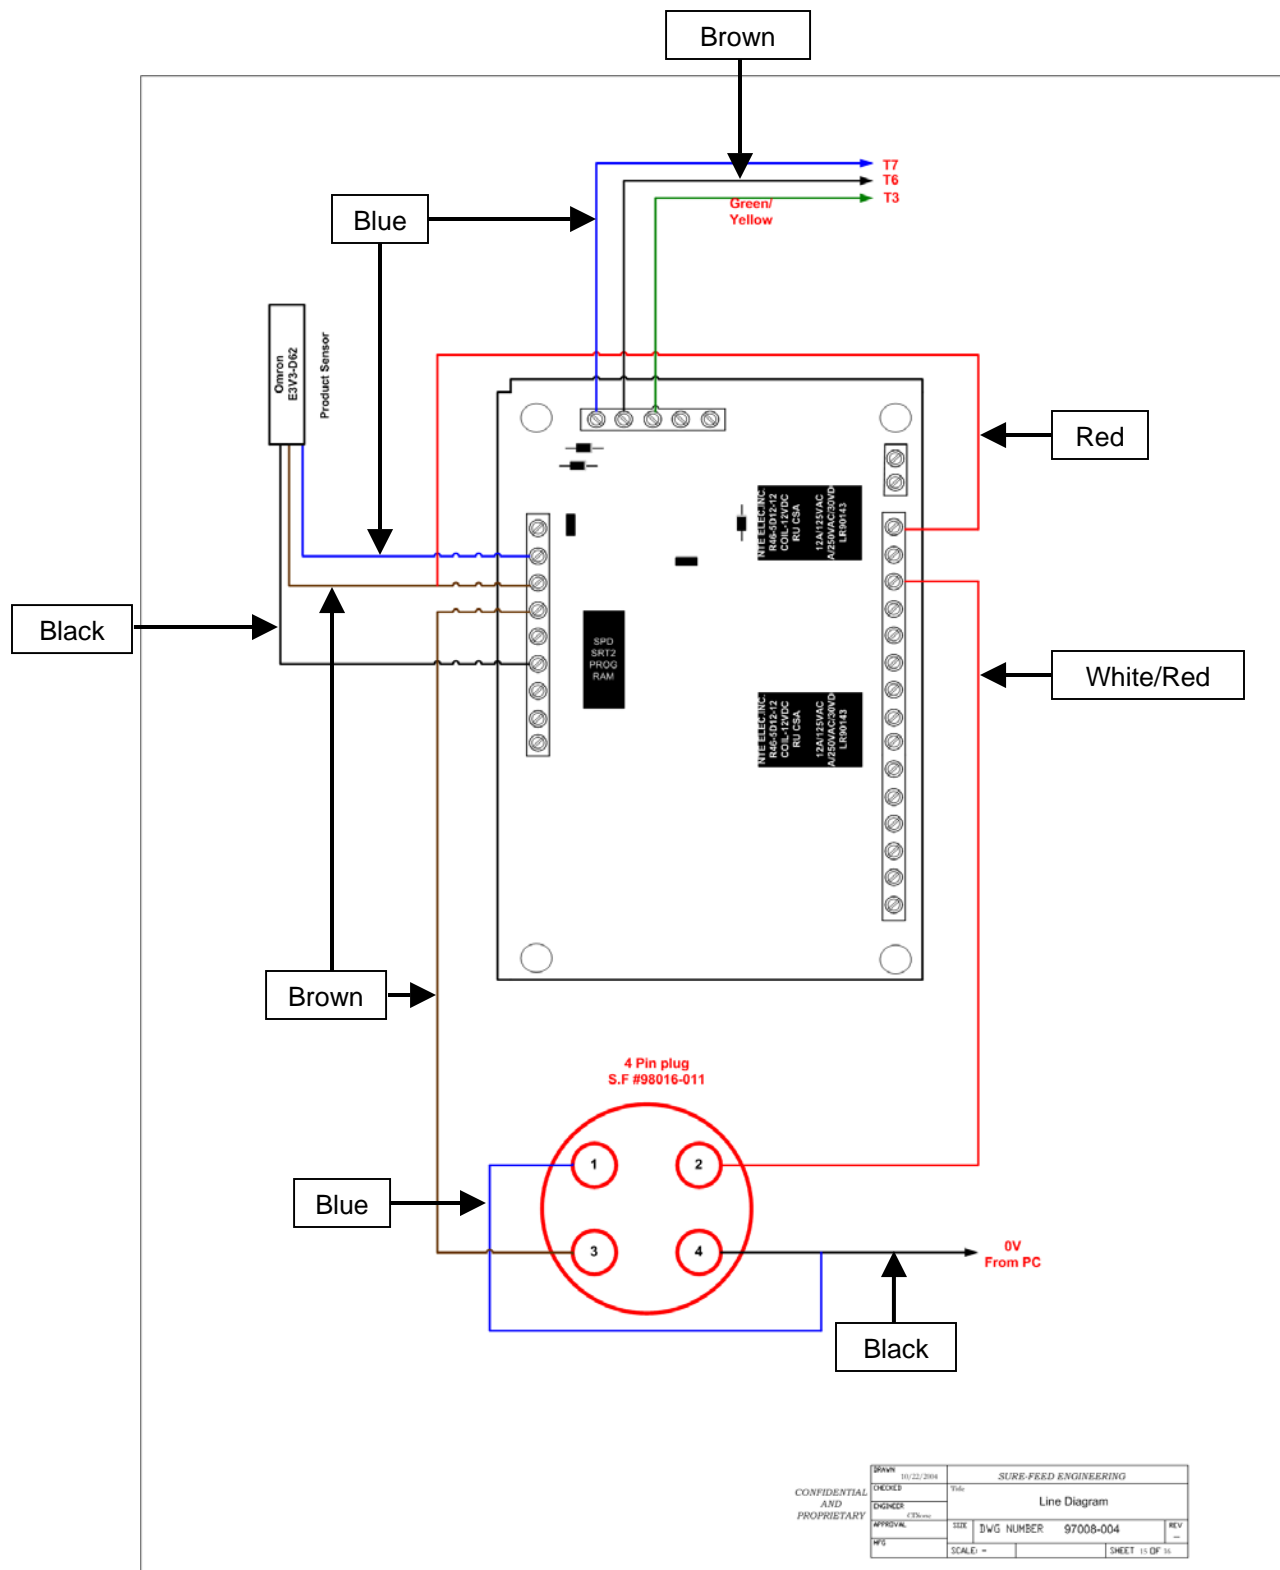 Brown
T7
T6
T3
Green/
Yellow
Blue
Omron
E3V3-D62
Product Sensor
Red
NTE ELEC.INC.
R46-5D12-12
COIL-12VDC
RU CSA
12A/125VAC
A/250VAC/30VD
LR90143
Black
SPD
SRT2
PROG
RAM
White/Red
NTE ELEC.INC.
R46-5D12-12
COIL-12VDC
RU CSA
12A/125VAC
A/250VAC/30VD
LR90143
Brown
4 Pin plug
S.F #98016-011
1
2
Blue
3
4
0V
From PC
Black
CONFIDENTIAL
AND
PROPRIETARY
DRAWN
10/22/2004
SURE-FEED ENGINEERING
CHECKED
Title
Line Diagram
ENGINEER
APPROVAL
SIZE
DWG NUMBER 97008-004
REV
–
MFG
SCALE: -
SHEET 15 OF 16